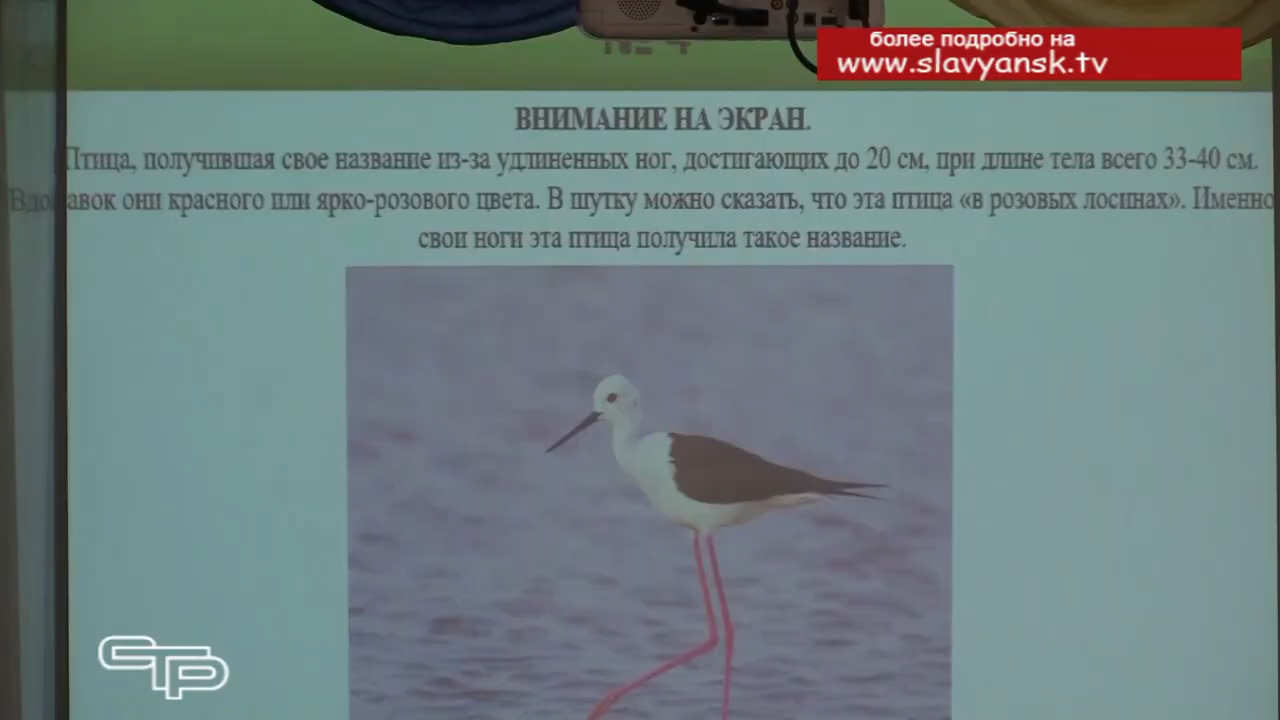 более подробно на
www.slavyansk.tv
ВНИМАНИЕ НА ЭКРАН.
Птица, получившая свое название из-за удлиненных ног, достигающих до 20 см, при длине тела всего 33-40 см.
Вдобавок они красного или ярко-розового цвета. В шутку можно сказать, что эта птица «в розовых лосинах». Именно
свои ноги эта птица получила такое название.
СТР